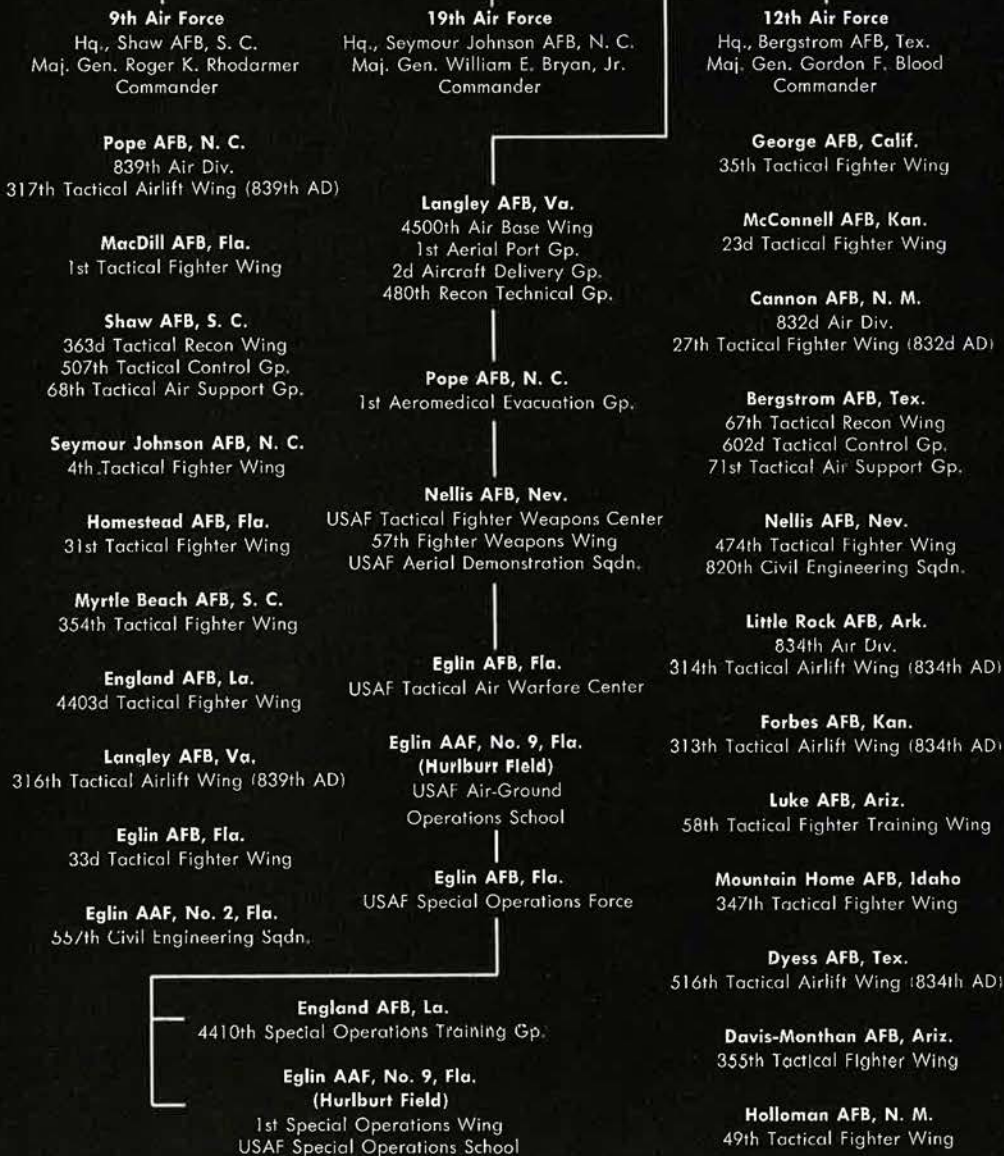 9th Air Force
Hq., Shaw AFB, S. C.
Maj. Gen. Roger K. Rhodarmer
Commander
Pope AFB, N. C.
839th Air Div.
317th Tactical Airlift Wing (839th AD)
MacDill AFB, Fla.
1st Tactical Fighter Wing
Shaw AFB, S. C.
363d Tactical Recon Wing
507th Tactical Control Gp.
68th Tactical Air Support Gp.
Seymour Johnson AFB, N. C.
4th Tactical Fighter Wing
Homestead AFB, Fla.
31st Tactical Fighter Wing
Myrtle Beach AFB, S. C.
354th Tactical Fighter Wing
England AFB, La.
4403d Tactical Fighter Wing
Langley AFB, Va.
316th Tactical Airlift Wing (839th AD)
Eglin AFB, Fla.
33d Tactical Fighter Wing
Eglin AAF, No. 2, Fla.
557th Civil Engineering Sqdn.
19th Air Force
Hq., Seymour Johnson AFB, N. C.
Maj. Gen. William E. Bryan, Jr.
Commander
Langley AFB, Va.
4500th Air Base Wing
1st Aerial Port Gp.
2d Aircraft Delivery Gp.
480th Recon Technical Gp.
Pope AFB, N. C.
1st Aeromedical Evacuation Gp.
Nellis AFB, Nev.
USAF Tactical Fighter Weapons Center
57th Fighter Weapons Wing
USAF Aerial Demonstration Sqdn.
Eglin AFB, Fla.
USAF Tactical Air Warfare Center
Eglin AAF, No. 9, Fla.
(Hurlburt Field)
USAF Air-Ground
Operations School
Eglin AFB, Fla.
USAF Special Operations Force
England AFB, La.
4410th Special Operations Training Gp.
Eglin AAF, No. 9, Fla.
(Hurlburt Field)
1st Special Operations Wing
USAF Special Operations School
12th Air Force
Hq., Bergstrom AFB, Tex.
Maj. Gen. Gordon F. Blood
Commander
George AFB, Calif.
35th Tactical Fighter Wing
McConnell AFB, Kan.
23d Tactical Fighter Wing
Cannon AFB, N. M.
832d Air Div.
27th Tactical Fighter Wing (832d AD)
Bergstrom AFB, Tex.
67th Tactical Recon Wing
602d Tactical Control Gp.
71st Tactical Air Support Gp.
Nellis AFB, Nev.
474th Tactical Fighter Wing
820th Civil Engineering Sqdn.
Little Rock AFB, Ark.
834th Air Div.
314th Tactical Airlift Wing (834th AD)
Forbes AFB, Kan.
313th Tactical Airlift Wing (834th AD)
Luke AFB, Ariz.
58th Tactical Fighter Training Wing
Mountain Home AFB, Idaho
347th Tactical Fighter Wing
Dyess AFB, Tex.
516th Tactical Airlift Wing (834th AD)
Davis-Monthan AFB, Ariz.
355th Tactical Fighter Wing
Holloman AFB, N. M.
49th Tactical Fighter Wing